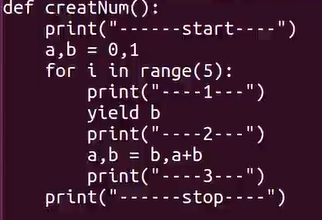 def creatNum():
    print("------start----")
    a,b = 0,1
    for i in range(5):
        print("----1---")
        yield b
        print("----2---")
        a,b = b,a+b
        print("----3---")
    print("------stop----")